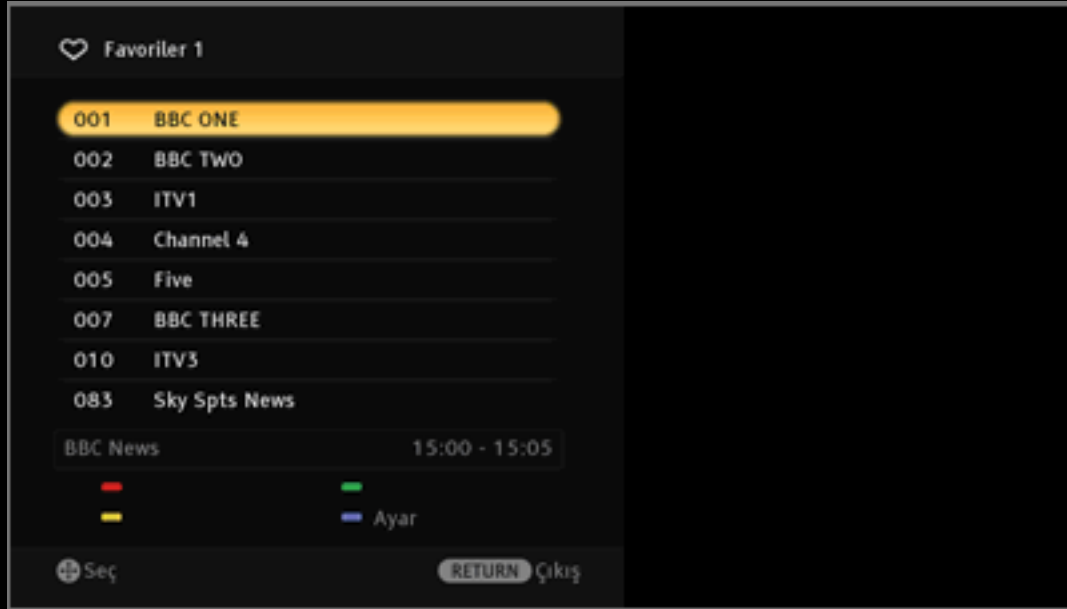 Favoriler 1
001 BBC ONE
002 BBC TWO
003 ITV1
004 Channel 4
005 Five
007 BBC THREE
010 ITV3
083 Sky Spts News
BBC News 15:00 - 15:05
Ayar
Seç RETURN Çıkış